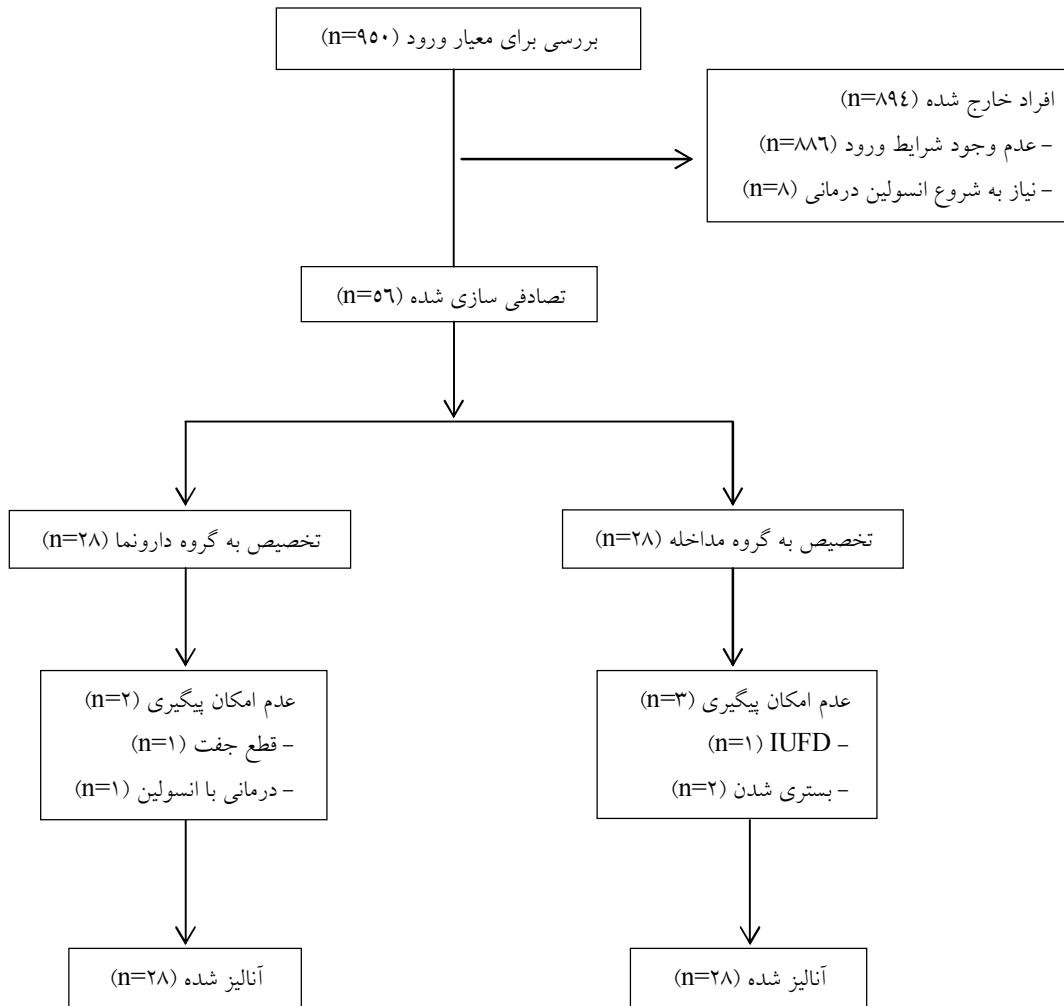 بررسی برای معیار ورود (n=۹۵۰)
افراد خارج شده (n=۸۹٤)
- عدم وجود شرایط ورود (n=۸۸٦)
- نیاز به شروع انسولین درمانی (n=۸)
تصادفی سازی شده (n=٥٦)
تخصیص به گروه مداخله (n=۲۸)
تخصیص به گروه دارونما (n=۲۸)
عدم امکان پیگیری (n=۳)
- IUFD (n=۱)
- بستری شدن (n=۲)
عدم امکان پیگیری (n=۲)
- قطع جفت (n=۱)
- درمانی با انسولین (n=۱)
آنالیز شده (n=۲۸)
آنالیز شده (n=۲۸)